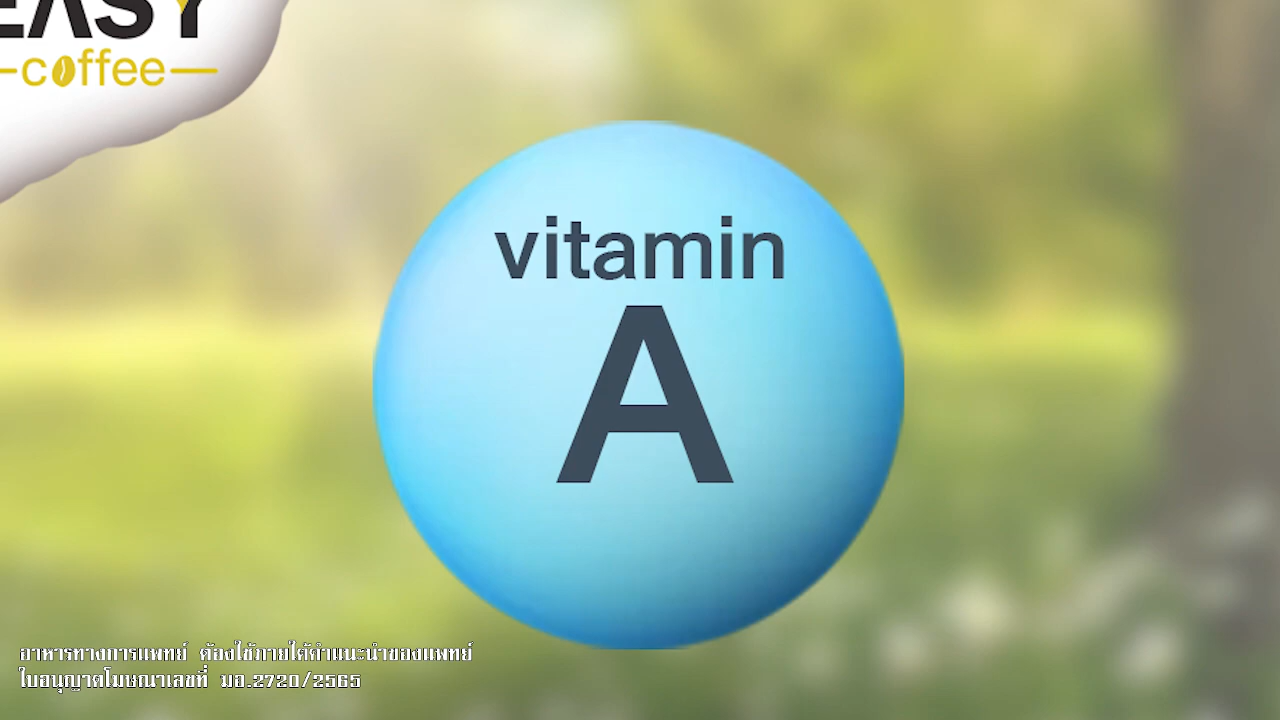 EASY
coffee
vitamin
A
อาหารทางการแพทย์ ต้องใช้ภายใต้คำแนะนำของแพทย์
ใบอนุญาตโฆษณาเลขที่ ฆอ.2720/2565